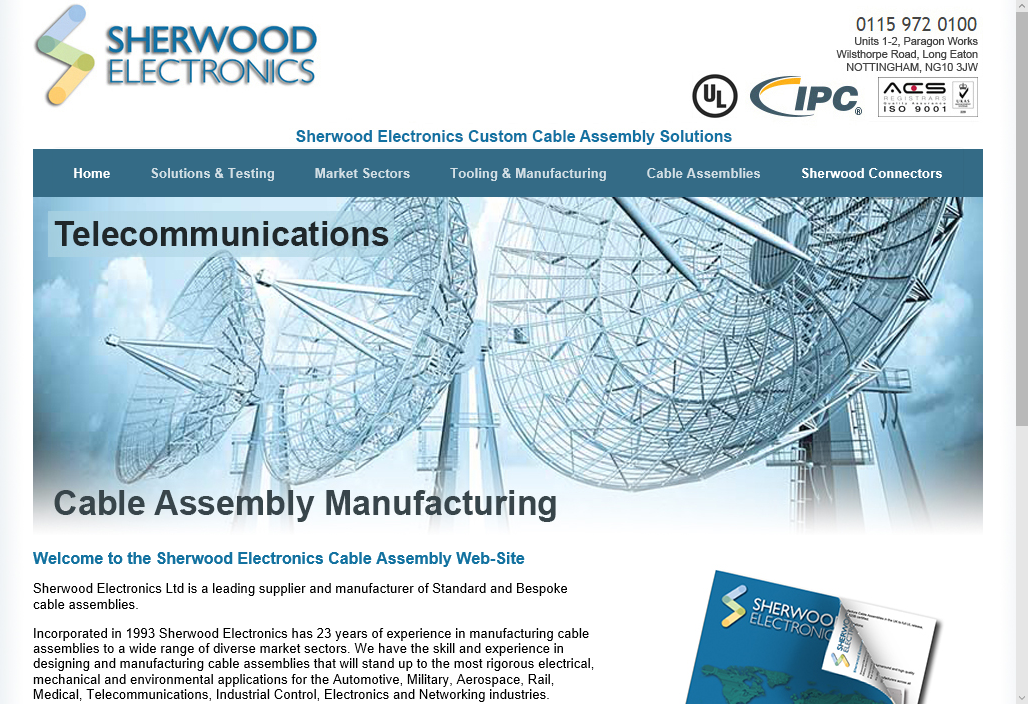 SHERWOOD
ELECTRONICS
0115 972 0100
Units 1-2, Paragon Works
Wilsthorpe Road, Long Eaton
NOTTINGHAM, NG10 3JW
UL
IPC®
ACS
REGISTRARS
Quality Assurance
ISO 9001
UKAS
Sherwood Electronics Custom Cable Assembly Solutions
Home Solutions & Testing Market Sectors Tooling & Manufacturing Cable Assemblies Sherwood Connectors
Telecommunications
Cable Assembly Manufacturing
Welcome to the Sherwood Electronics Cable Assembly Web-Site
Sherwood Electronics Ltd is a leading supplier and manufacturer of Standard and Bespoke
cable assemblies.
Incorporated in 1993 Sherwood Electronics has 23 years of experience in manufacturing cable
assemblies to a wide range of diverse market sectors. We have the skill and experience in
designing and manufacturing cable assemblies that will stand up to the most rigorous electrical,
mechanical and environmental applications for the Automotive, Military, Aerospace, Rail,
Medical, Telecommunications, Industrial Control, Electronics and Networking industries.
SHERWOO
ELECTRONIC